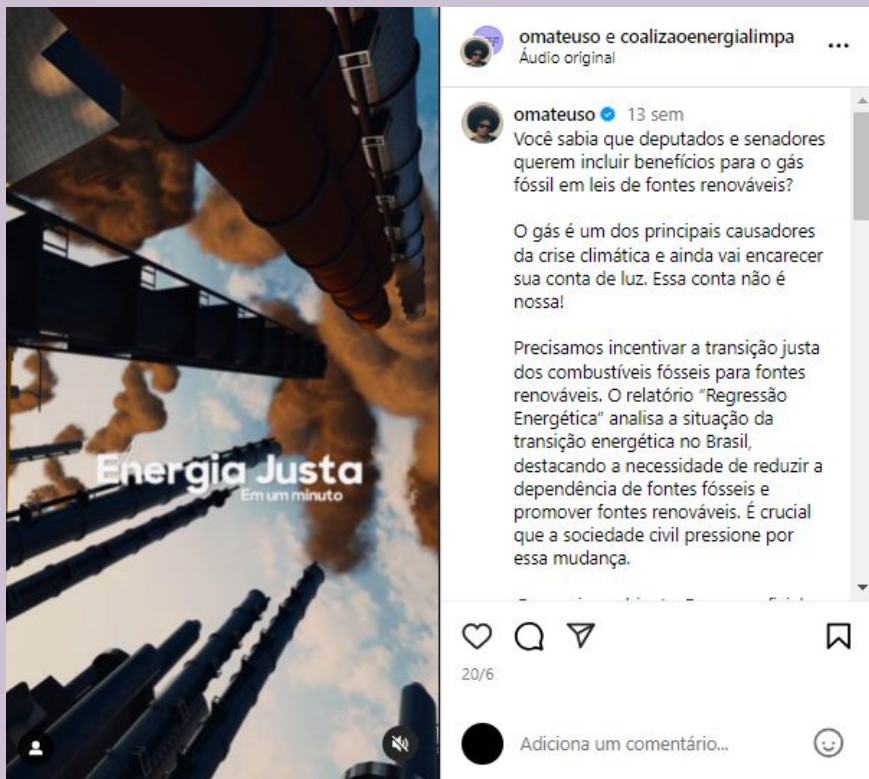 Energia Justa
Em um minuto
omateuso e coalizaoenergialimpa
Áudio original
omateuso 13 sem
Você sabia que deputados e senadores
querem incluir benefícios para o gás
fóssil em leis de fontes renováveis?
O gás é um dos principais causadores
da crise climática e ainda vai encarecer
sua conta de luz. Essa conta não é
nossa!
Precisamos incentivar a transição justa
dos combustíveis fósseis para fontes
renováveis. O relatório “Regressão
Energética” analisa a situação da
transição energética no Brasil,
destacando a necessidade de reduzir a
dependência de fontes fósseis e
promover fontes renováveis. É crucial
que a sociedade civil pressione por
essa mudança.
20/6
Adiciona um comentário...